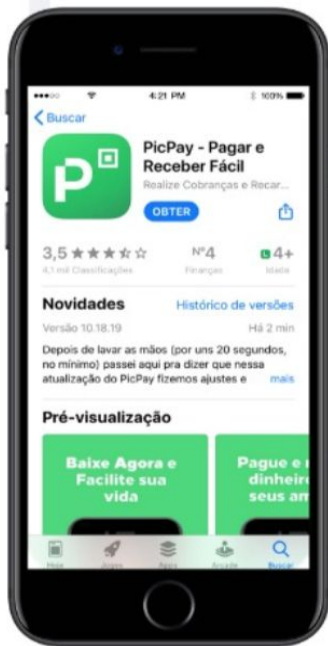 4:21 PM
100%
Buscar
PicPay - Pagar e
Receber Fácil
Realize Cobranças e Recar...
OBTER
3,5
Nº4
4+
4,1 mil Classificações
Finanças
Idade
Novidades
Histórico de versões
Versão 10.18.19
Há 2 min
Depois de lavar as mãos (por uns 20 segundos,
no mínimo) passei aqui pra dizer que nessa
atualização do PicPay fizemos ajustes e mais
Pré-visualização
Baixe Agora e
Facilite sua
vida
Pague e r
dinheir
seus am
Hoje
Jogos
Apps
Arcade
Buscar